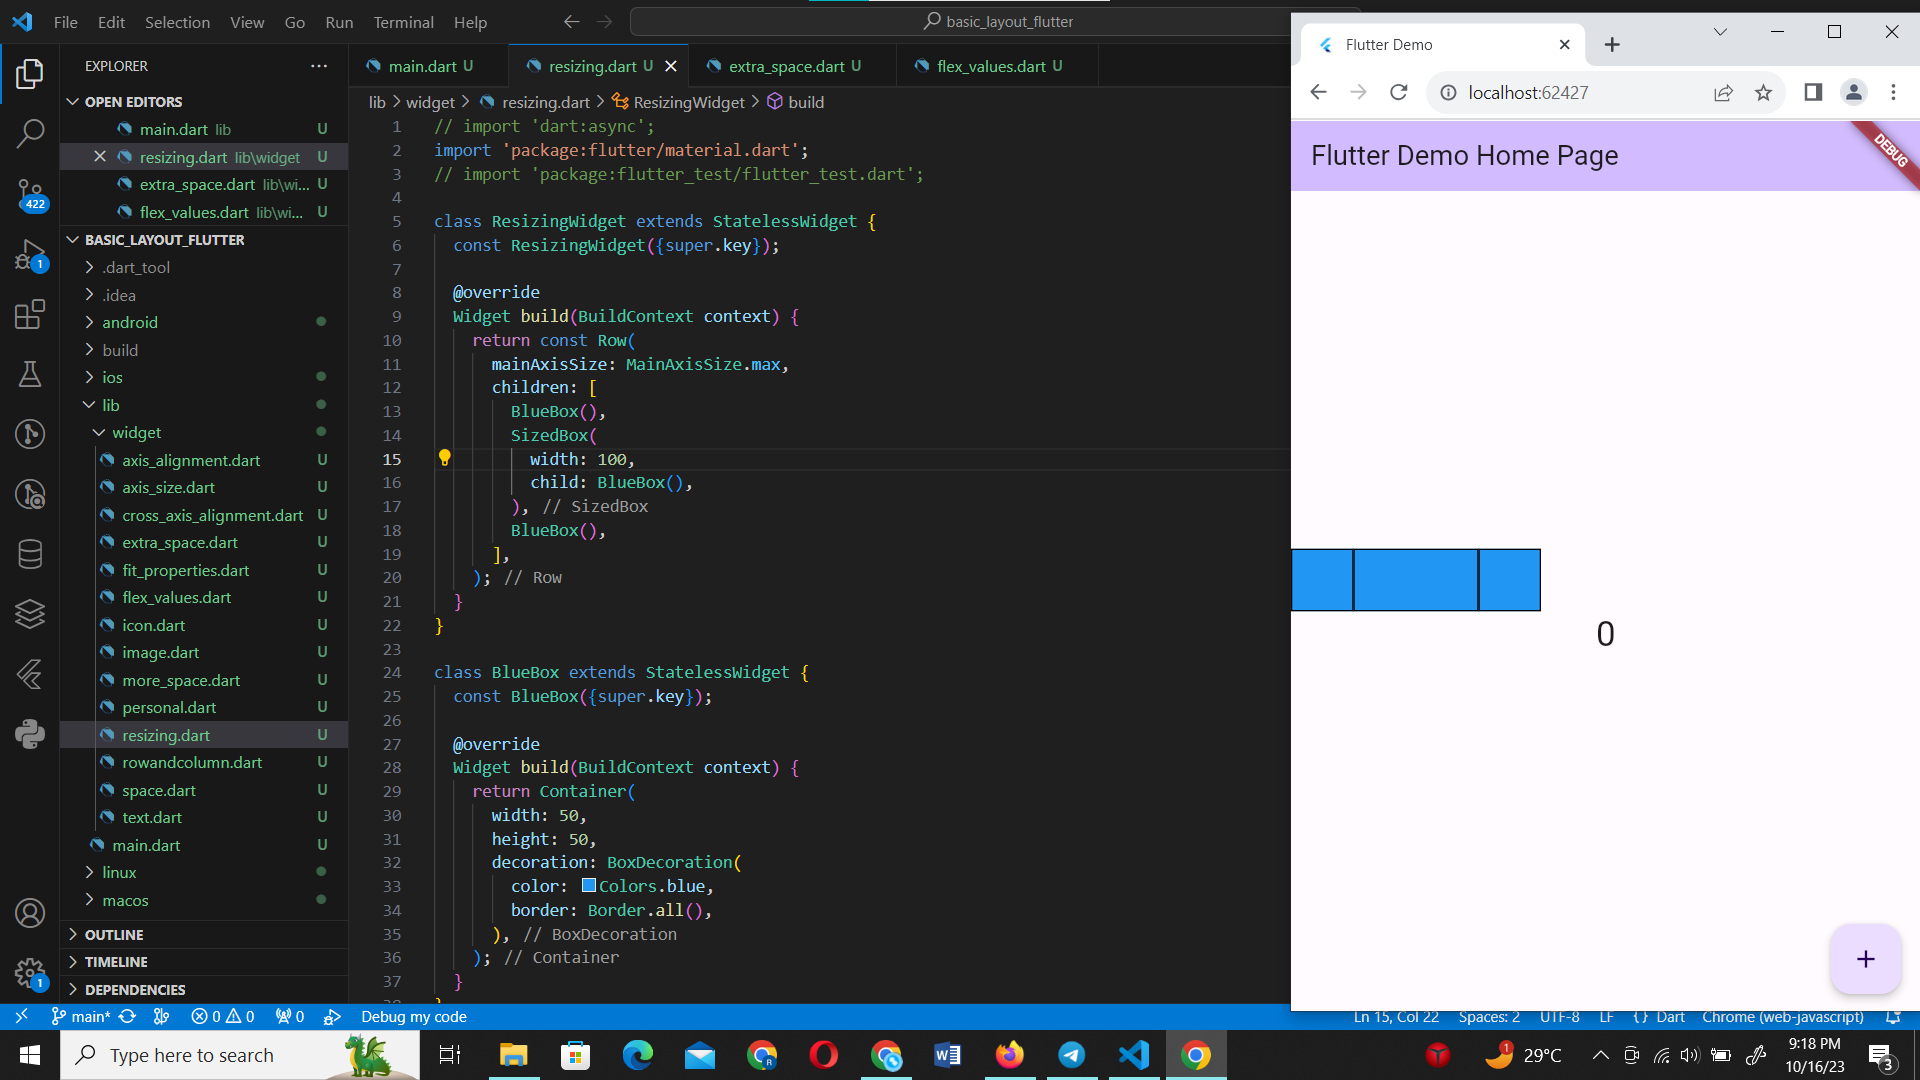 File Edit Selection View Go Run Terminal Help
basic_layout_flutter
EXPLORER
OPEN EDITORS
main.dart lib U
resizing.dart lib\widget U
extra_space.dart lib\wi... U
flex_values.dart lib\wi... U
BASIC_LAYOUT_FLUTTER
.dart_tool
.idea
android
build
ios
lib
widget
axis_alignment.dart U
axis_size.dart U
cross_axis_alignment.dart U
extra_space.dart U
fit_properties.dart U
flex_values.dart U
icon.dart U
image.dart U
more_space.dart U
personal.dart U
resizing.dart U
rowandcolumn.dart U
space.dart U
text.dart U
main.dart U
linux
macos
OUTLINE
TIMELINE
DEPENDENCIES
422
1
1
main.dart U
resizing.dart U
extra_space.dart U
flex_values.dart U
lib > widget > resizing.dart > ResizingWidget > build
1 // import 'dart:async';
2 import 'package:flutter/material.dart';
3 // import 'package:flutter_test/flutter_test.dart';
4
5 class ResizingWidget extends StatelessWidget {
6 const ResizingWidget({super.key});
7
8 @override
9 Widget build(BuildContext context) {
10 return const Row(
11 mainAxisSize: MainAxisSize.max,
12 children: [
13 BlueBox(),
14 SizedBox(
15 width: 100,
16 child: BlueBox(),
17 ), // SizedBox
18 BlueBox(),
19 ],
20 ); // Row
21 }
22 }
23
24 class BlueBox extends StatelessWidget {
25 const BlueBox({super.key});
26
27 @override
28 Widget build(BuildContext context) {
29 return Container(
30 width: 50,
31 height: 50,
32 decoration: BoxDecoration(
33 color: Colors.blue,
34 border: Border.all(),
35 ), // BoxDecoration
36 ); // Container
37 }
38 }
Flutter Demo
localhost:62427
Flutter Demo Home Page
DEBUG
0
+
main* 0 0 0 Debug my code
Ln 15, Col 22 Spaces: 2 UTF-8 LF {} Dart Chrome (web-javascript)
Type here to search
1
29°C
9:18 PM
10/16/23
3